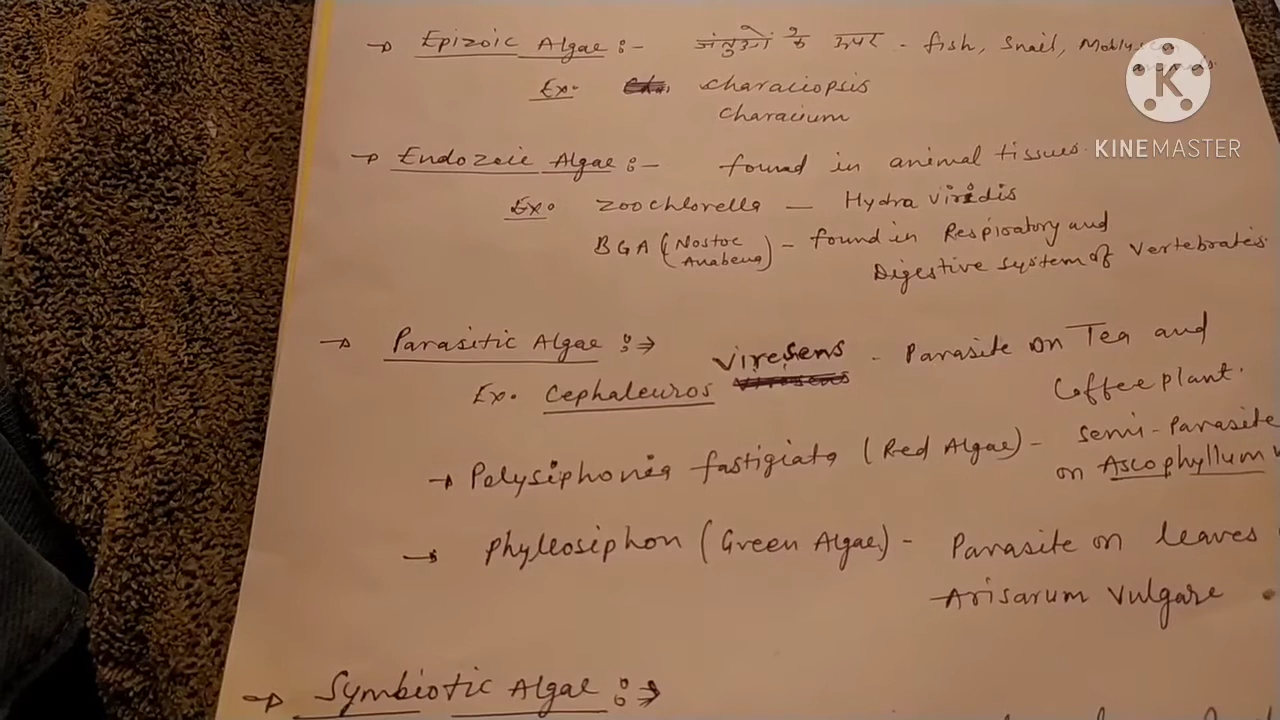 → Epizoic Algae :- जंतुओं के ऊपर - fish, Snail,
Ex. Characiopsis
Characium
→ Endozoic Algae :- found in animal tissues.
Ex. Zoochlorella — Hydra viridis
BGA (Nostoc Anabena) - found in Respiratory and
Digestive system of Vertebrates.
→ Parasitic Algae :→
Ex. Cephaleuros Viresens - Parasite on Tea and
Coffee plant.
→ Polysiphonia fastigiata (Red Algae) - Semi-Parasite
on Ascophyllum
→ Phyllosiphon (Green Algae) - Parasite on leaves
Arisarum vulgare
→ Symbiotic Algae :→
K
KINEMASTER